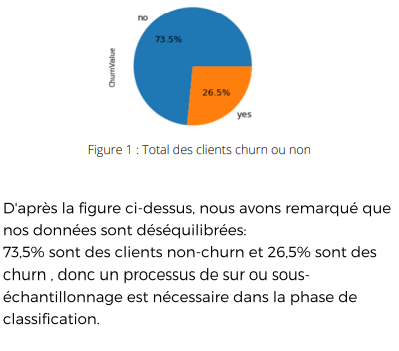 no
73.5%
ChurnValue
26.5%
yes
Figure 1 : Total des clients churn ou non
D'après la figure ci-dessus, nous avons remarqué que
nos données sont déséquilibrées:
73,5% sont des clients non-churn et 26,5% sont des
churn , donc un processus de sur ou sous-
échantillonnage est nécessaire dans la phase de
classification.